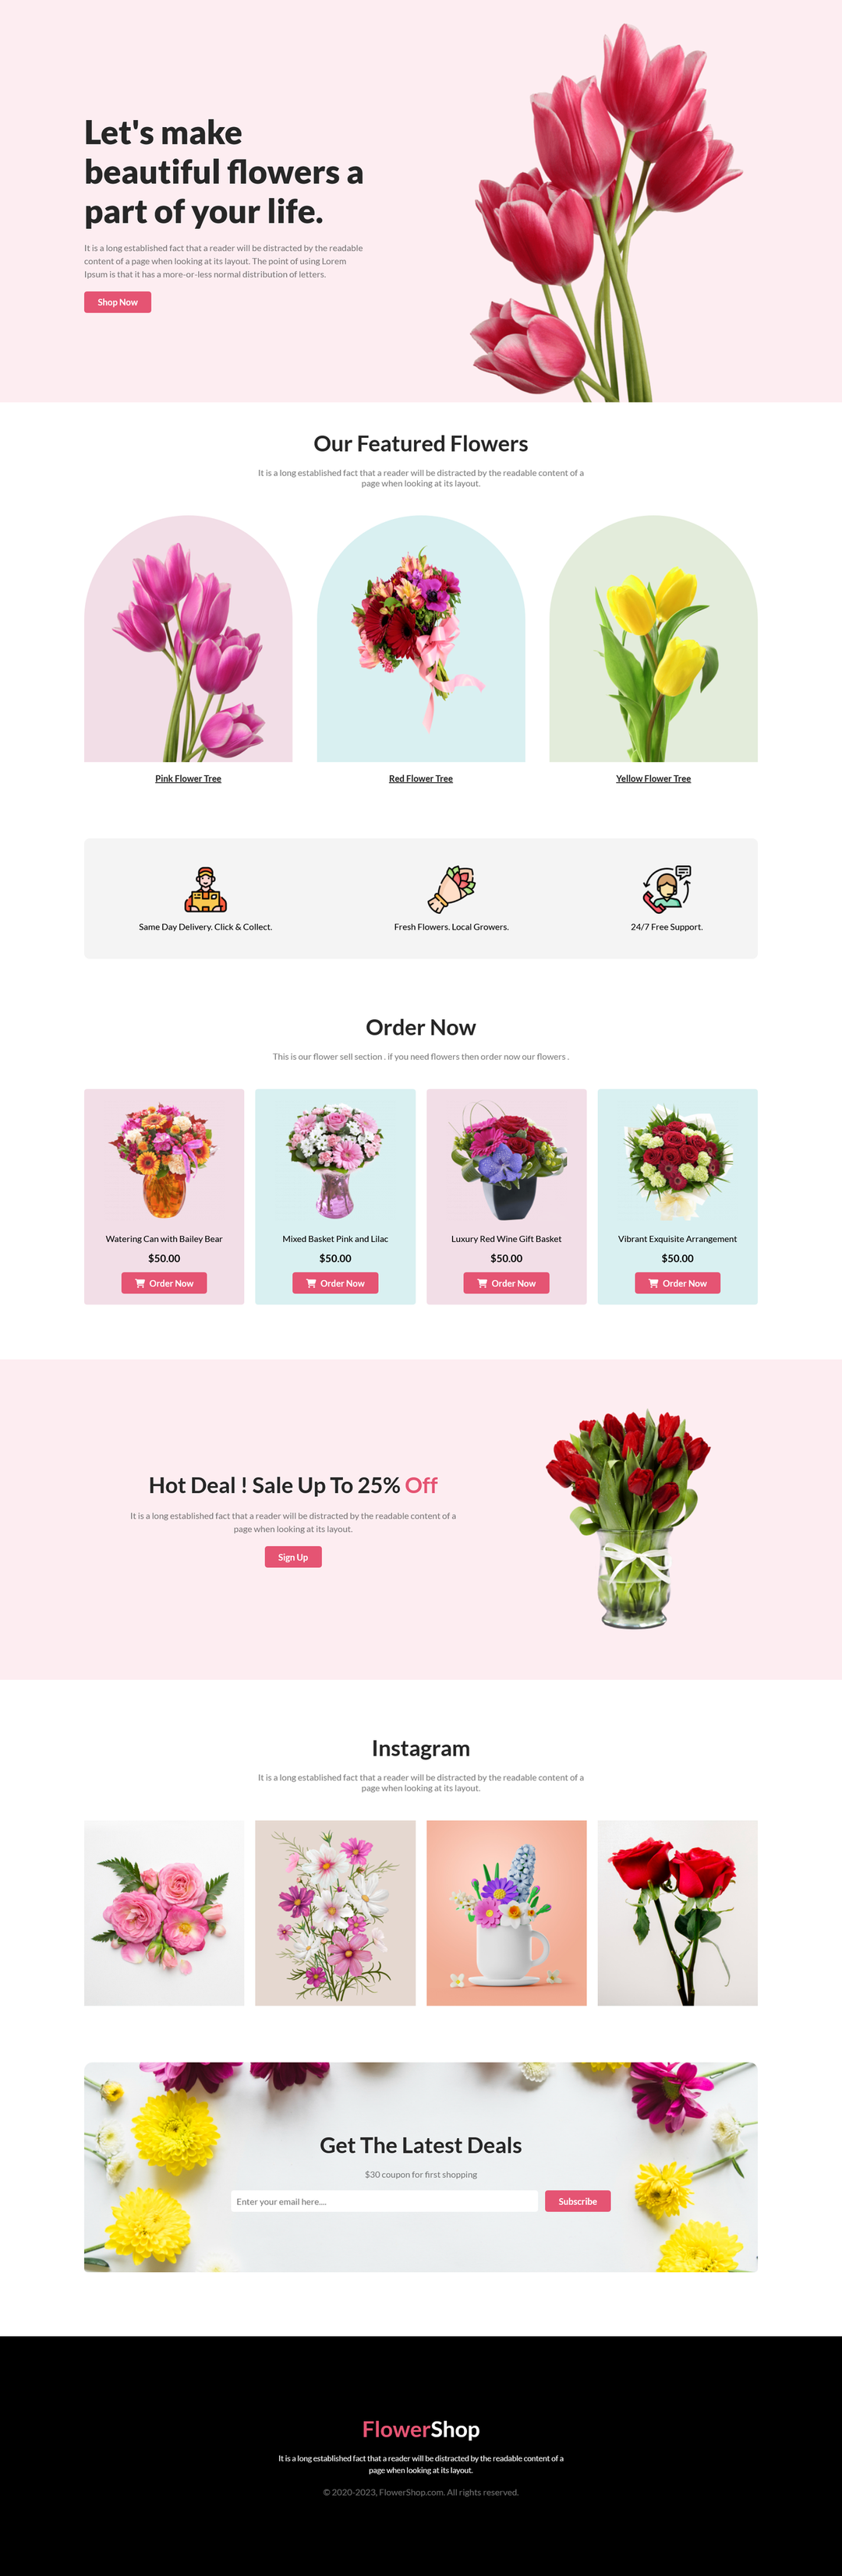 Let's make
beautiful flowers a
part of your life.
It is a long established fact that a reader will be distracted by the readable
content of a page when looking at its layout. The point of using Lorem
Ipsum is that it has a more-or-less normal distribution of letters.
Shop Now
Our Featured Flowers
It is a long established fact that a reader will be distracted by the readable content of a
page when looking at its layout.
Pink Flower Tree
Red Flower Tree
Yellow Flower Tree
Same Day Delivery. Click & Collect.
Fresh Flowers. Local Growers.
24/7 Free Support.
Order Now
This is our flower sell section . if you need flowers then order now our flowers .
Watering Can with Bailey Bear
$50.00
Order Now
Mixed Basket Pink and Lilac
$50.00
Order Now
Luxury Red Wine Gift Basket
$50.00
Order Now
Vibrant Exquisite Arrangement
$50.00
Order Now
Hot Deal ! Sale Up To 25% Off
It is a long established fact that a reader will be distracted by the readable content of a
page when looking at its layout.
Sign Up
Instagram
It is a long established fact that a reader will be distracted by the readable content of a
page when looking at its layout.
Get The Latest Deals
$30 coupon for first shopping
Enter your email here....
Subscribe
FlowerShop
It is a long established fact that a reader will be distracted by the readable content of a
page when looking at its layout.
© 2020-2023, FlowerShop.com. All rights reserved.